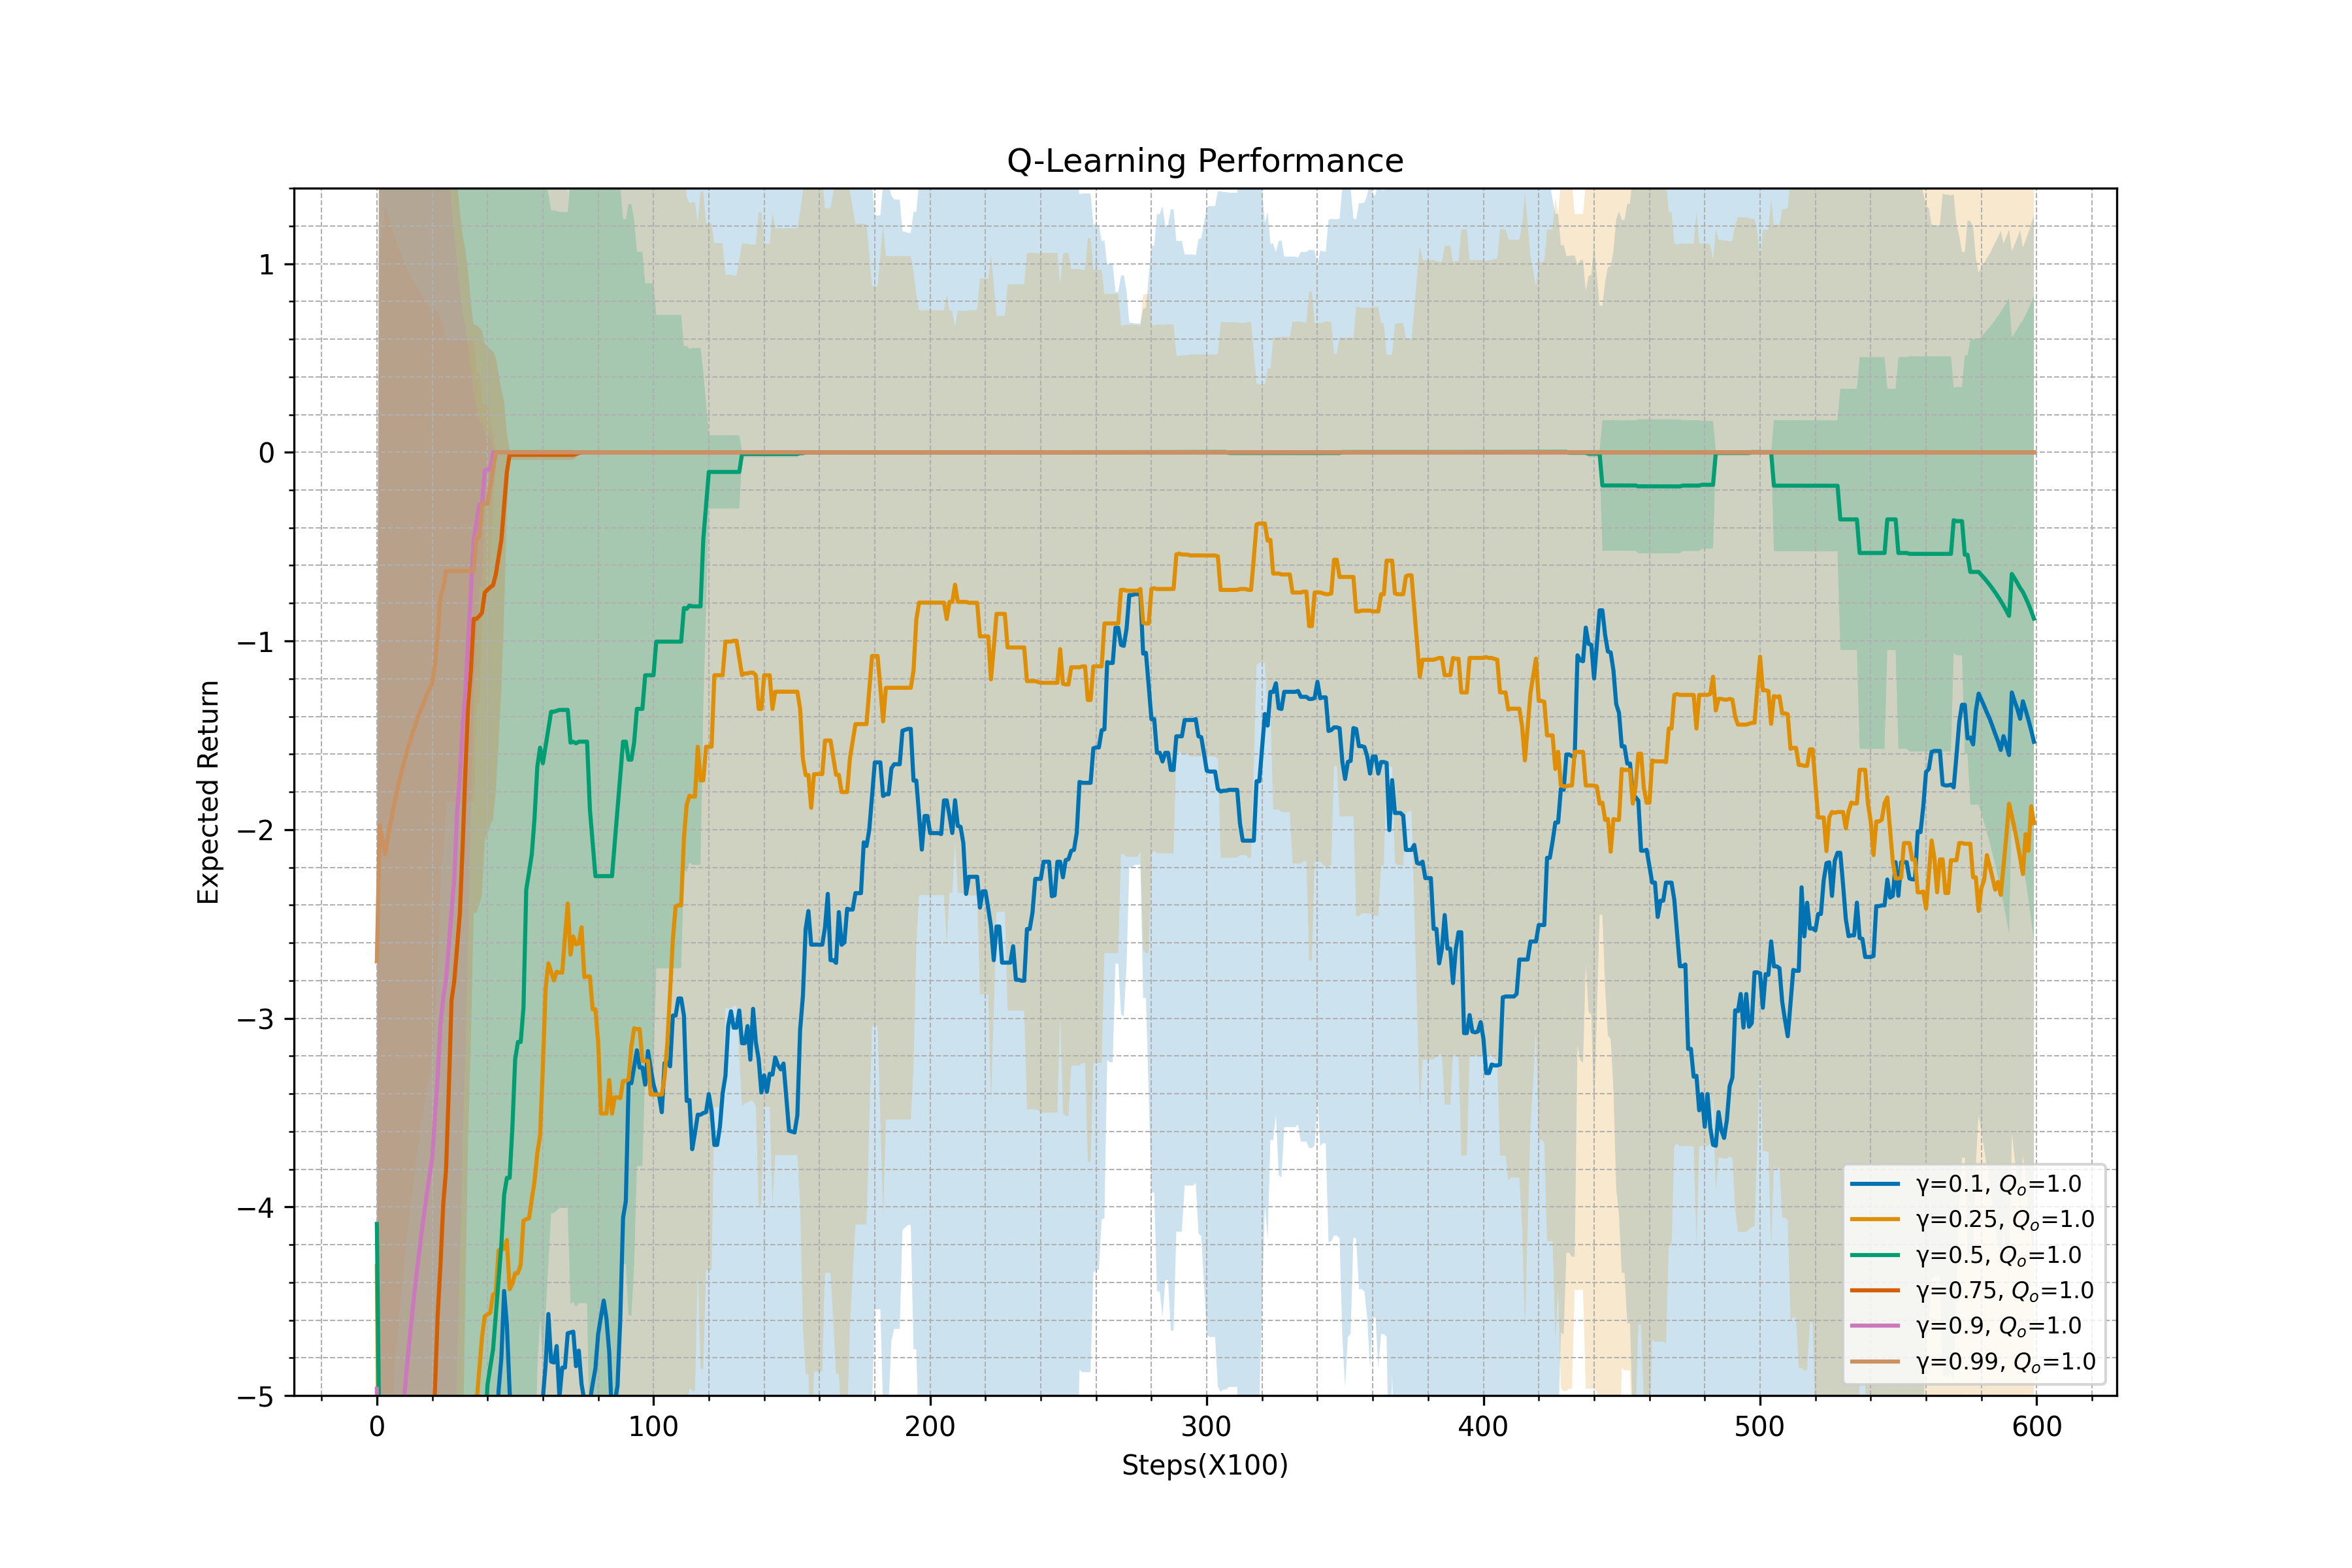 Q-Learning Performance
1
0
−1
−2
−3
−4
−5
Expected Return
0 100 200 300 400 500 600
Steps(X100)
γ=0.1, Qₒ=1.0
γ=0.25, Qₒ=1.0
γ=0.5, Qₒ=1.0
γ=0.75, Qₒ=1.0
γ=0.9, Qₒ=1.0
γ=0.99, Qₒ=1.0